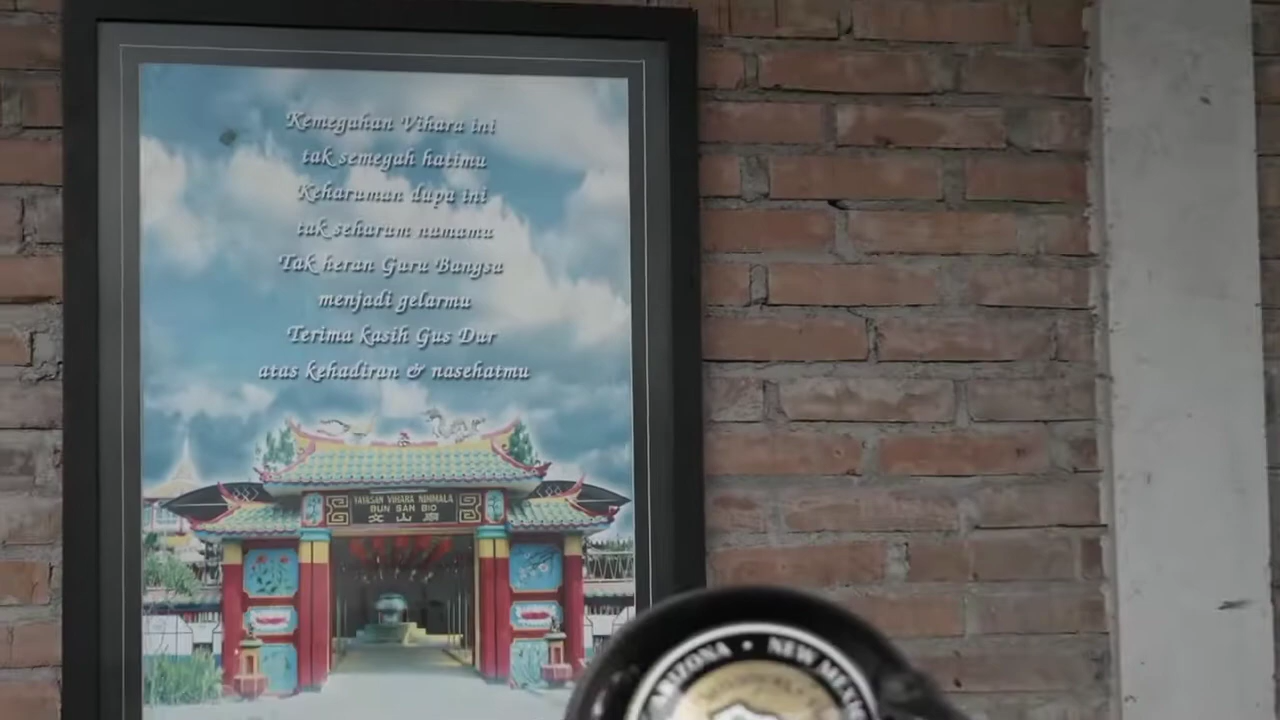 Kemegahan Vihara ini
tak semegah hatimu
Keharuman dupa ini
tak seharum namamu
Tak heran Guru Bangsa
menjadi gelarmu
Terima kasih Gus Dur
atas kehadiran & nasehatmu
YAYASAN VIHARA NIMMALA
BUN SAN BIO
文山廟
ARIZONA • NEW MEXIC